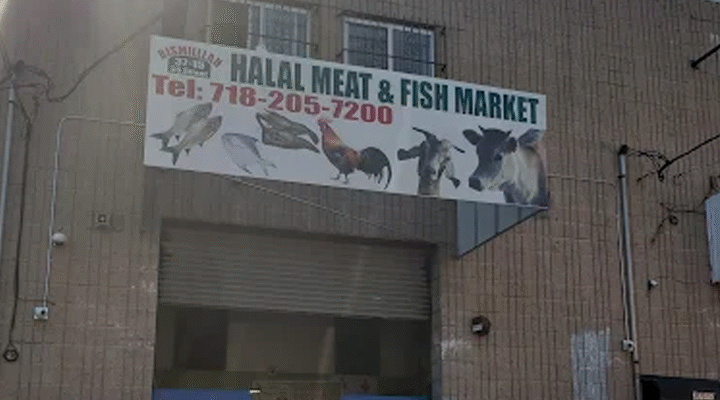 BISMILLAH
HALAL MEAT & FISH MARKET
Tel: 718-205-7200